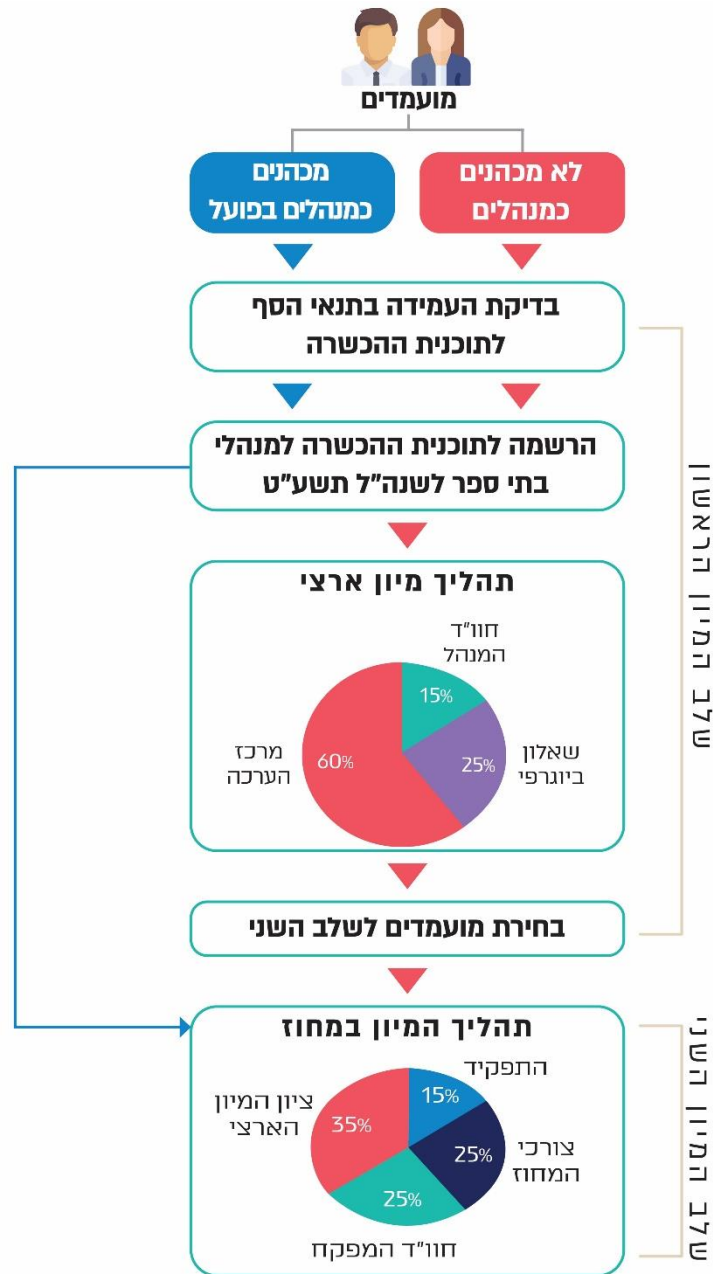 מועמדים
לא מכהנים
כמנהלים
מכהנים
כמנהלים בפועל
בדיקת העמידה בתנאי הסף
לתוכנית ההכשרה
הרשמה לתוכנית ההכשרה למנהלי
בתי ספר לשנה"ל תשע"ט
תהליך מיון ארצי
חוו"ד
המנהל
15%
שאלון
ביוגרפי
25%
מרכז
הערכה
60%
בחירת מועמדים לשלב השני
שלב המיון הראשון
תהליך המיון במחוז
התפקיד
15%
צורכי
המחוז
25%
חוו"ד המפקח
25%
ציון המיון
הארצי
35%
שלב המיון השני